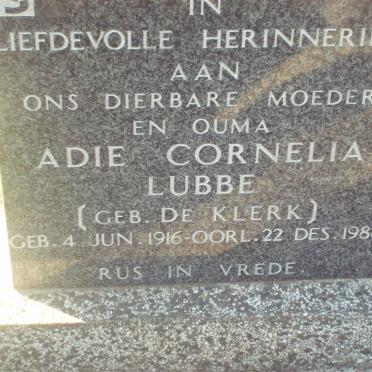 IN
LIEFDEVOLLE HERINNERI
AAN
ONS DIERBARE MOEDER
EN OUMA
ADIE CORNELIA
LUBBE
(GEB. DE KLERK)
GEB. 4 JUN. 1916-OORL. 22 DES. 198
RUS IN VREDE.